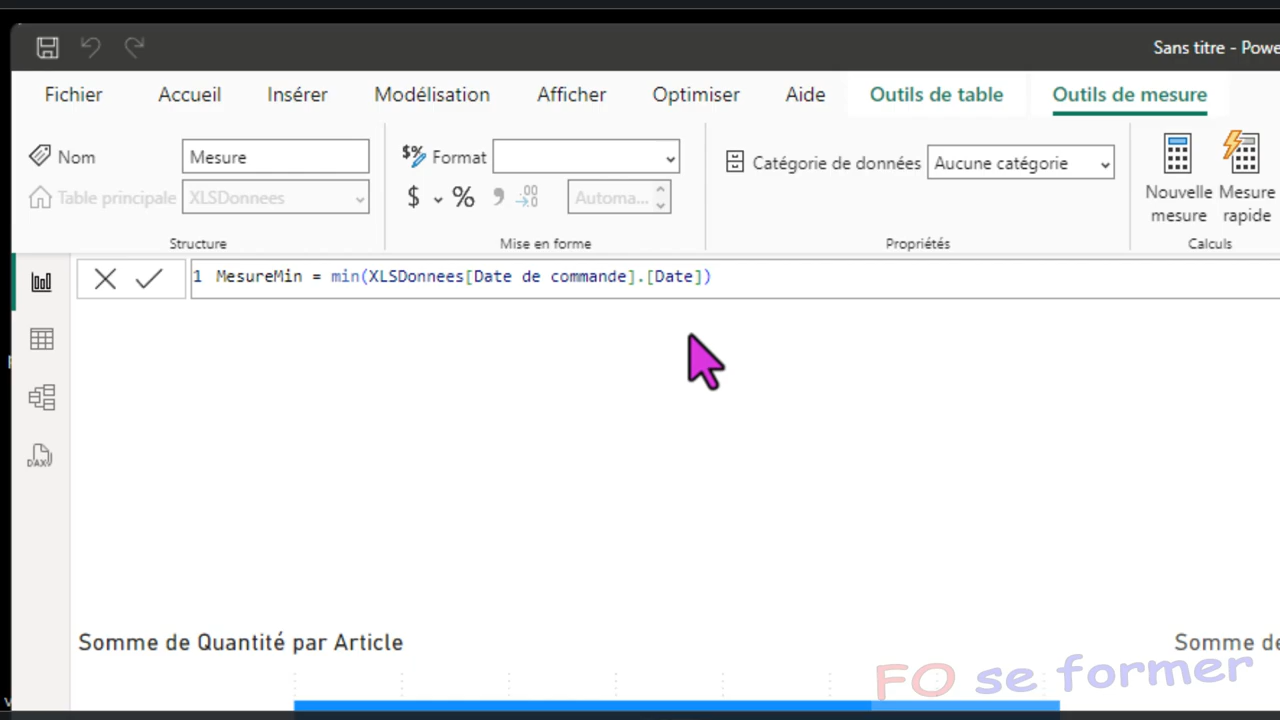 Sans titre - Powe
Fichier Accueil Insérer Modélisation Afficher Optimiser Aide Outils de table Outils de mesure
Nom Mesure $% Format Catégorie de données Aucune catégorie
Table principale XLSDonnees $ % 9 .00 →.0 Automa...
Nouvelle mesure
Mesure rapide
Structure Mise en forme Propriétés Calculs
1 MesureMin = min(XLSDonnees[Date de commande].[Date])
DAX
Somme de Quantité par Article
Somme de
FO se former